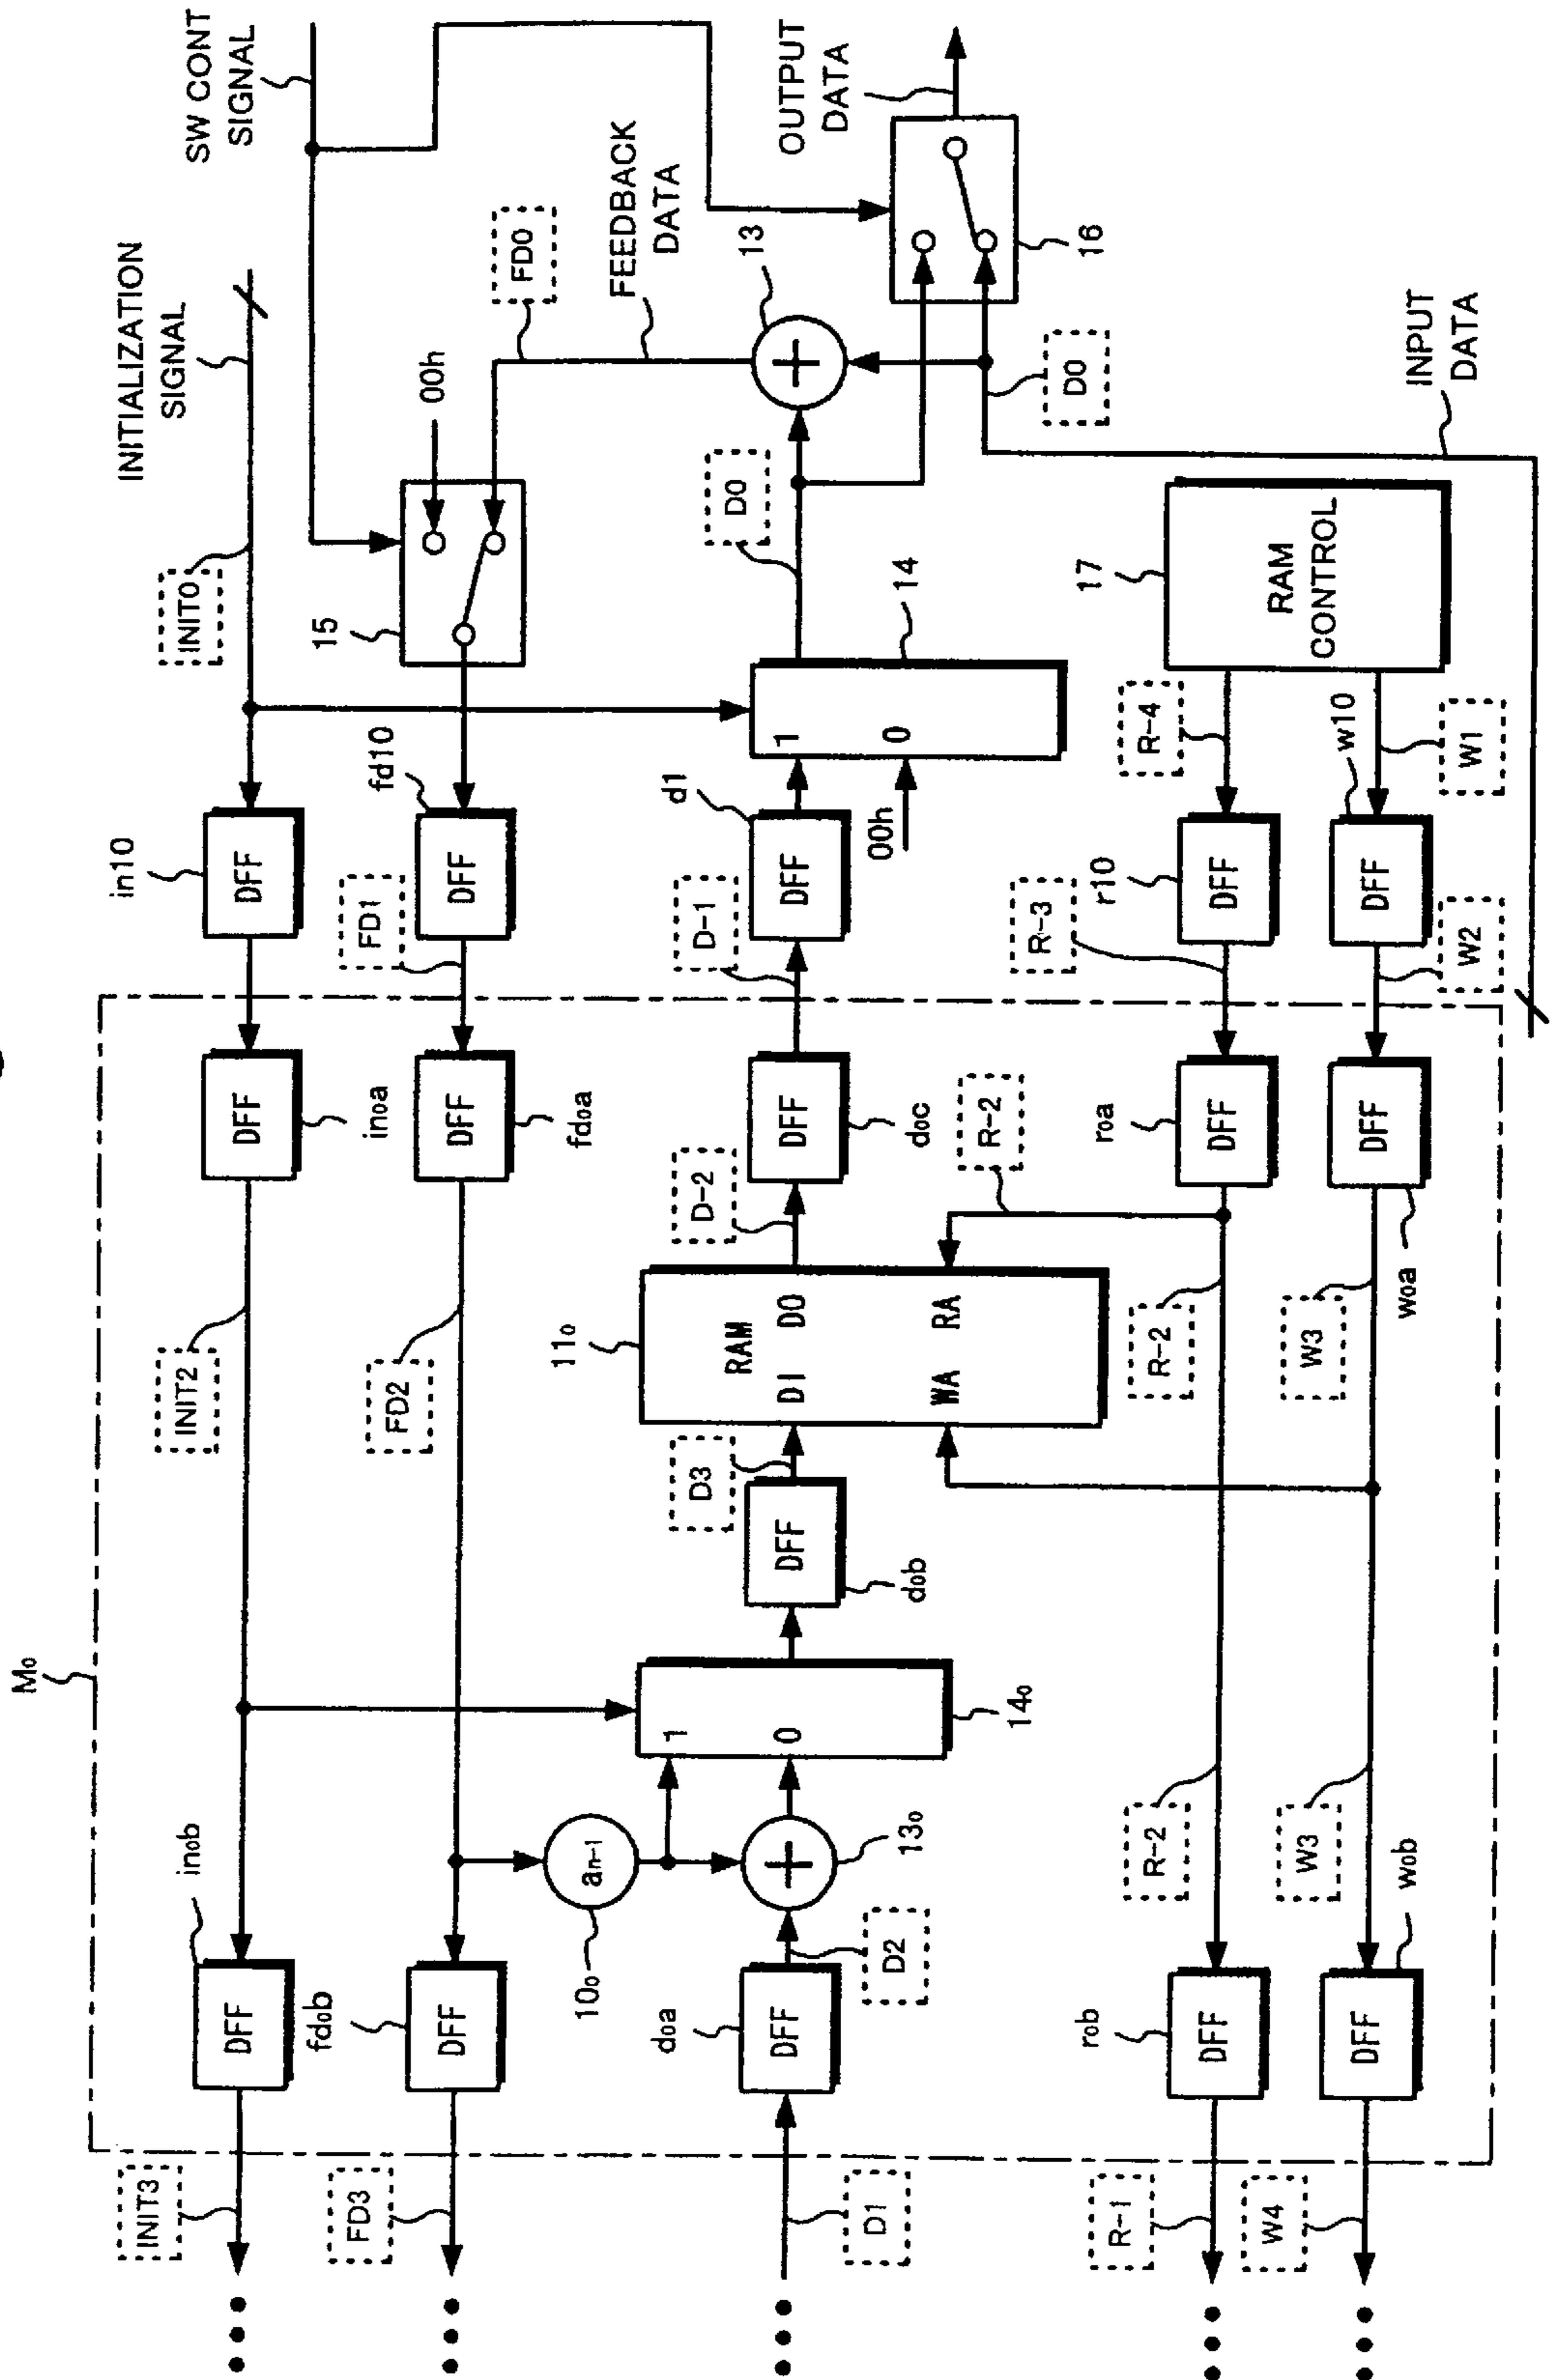 SW CONT
SIGNAL
INITIALIZATION
SIGNAL
OUTPUT
DATA
FEEDBACK
DATA
INPUT
DATA
INIT0
FD0
00h
13
16
D0
D0
15
14
17
RAM
CONTROL
1
0
00h
in10
DFF
fd10
DFF
FD1
d1
DFF
D-1
R-4
r10
DFF
R-3
w10
W1
DFF
W2
DFF
in0a
DFF
fd0a
DFF
d0c
D-2
R-2
r0a
DFF
DFF
w0a
INIT2
FD2
110
RAM
DI
DO
WA
RA
R-2
W3
D3
DFF
d0b
M0
1
0
140
in0b
DFF
fd0b
DFF
100
an-1
130
D2
d0a
DFF
R-2
W3
r0b
DFF
w0b
DFF
INIT3
FD3
D1
R-1
W4